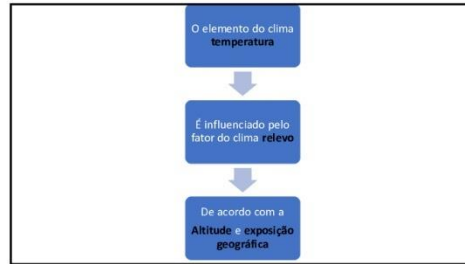 O elemento do clima
temperatura
É influenciado pelo
fator do clima relevo
De acordo com a
Altitude e exposição
geográfica